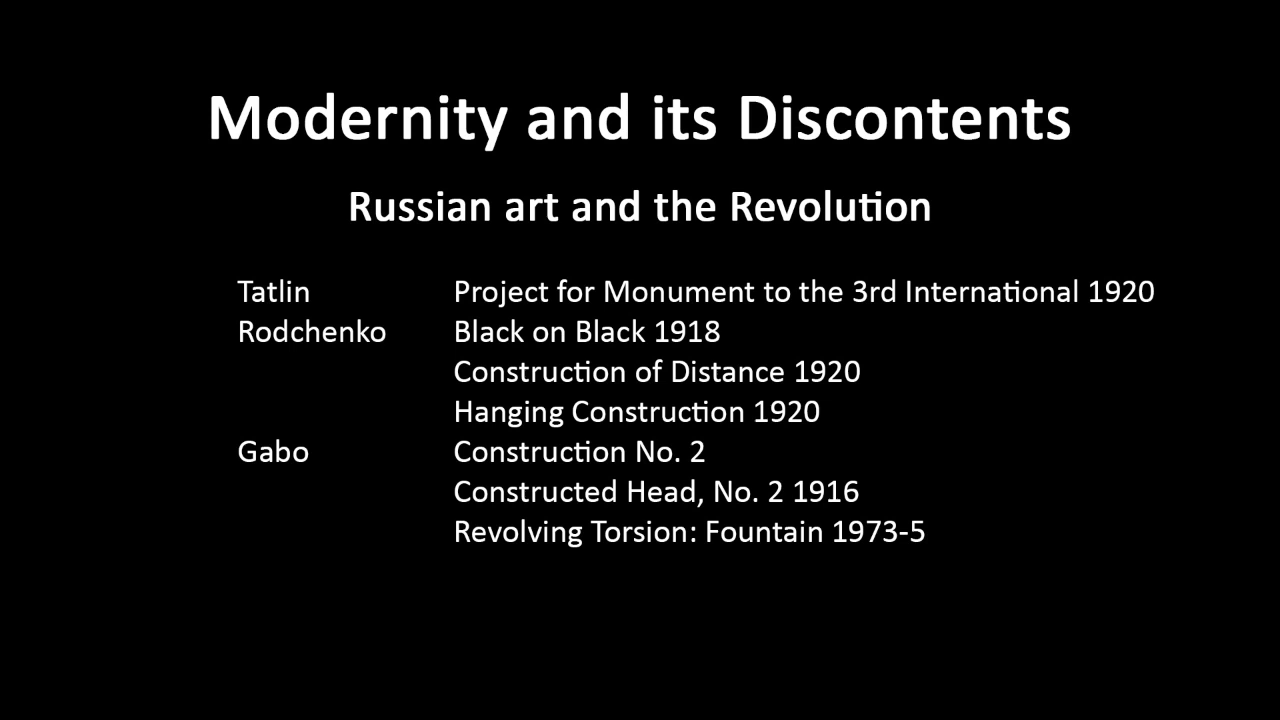 Modernity and its Discontents
Russian art and the Revolution
Tatlin Project for Monument to the 3rd International 1920
Rodchenko Black on Black 1918
Construction of Distance 1920
Hanging Construction 1920
Gabo Construction No. 2
Constructed Head, No. 2 1916
Revolving Torsion: Fountain 1973-5